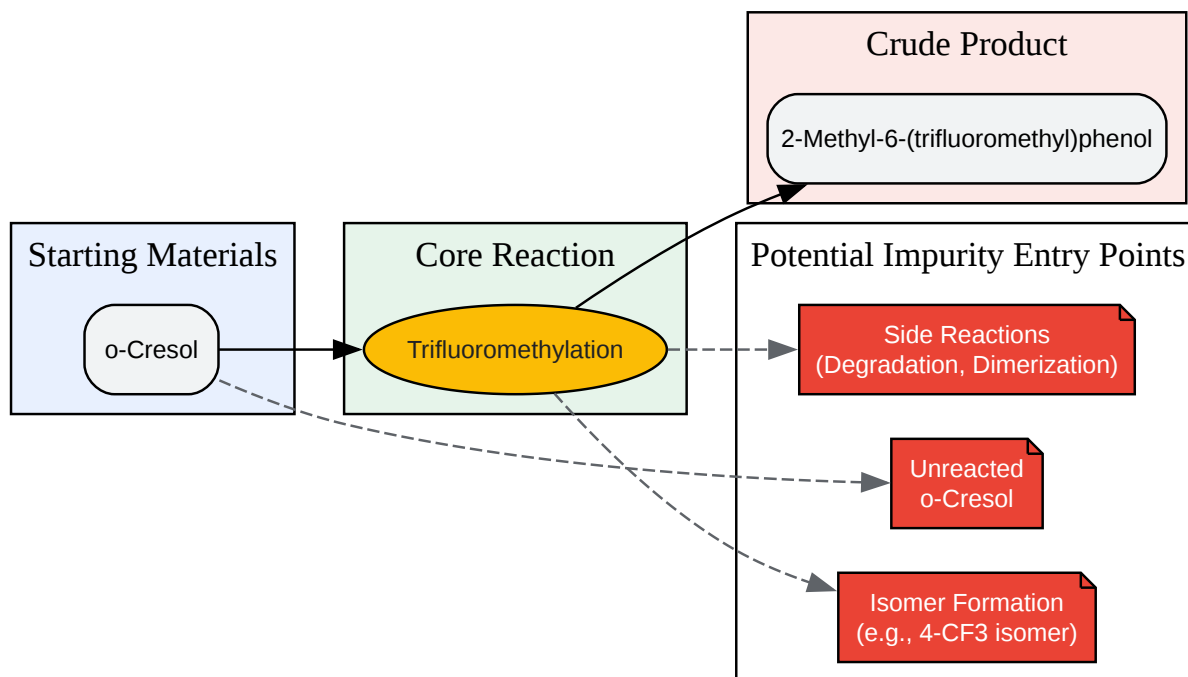 Crude Product
2-Methyl-6-(trifluoromethyl)phenol
Starting Materials
o-Cresol
Core Reaction
Trifluoromethylation
Potential Impurity Entry Points
Side Reactions
(Degradation, Dimerization)
Unreacted
o-Cresol
Isomer Formation
(e.g., 4-CF3 isomer)